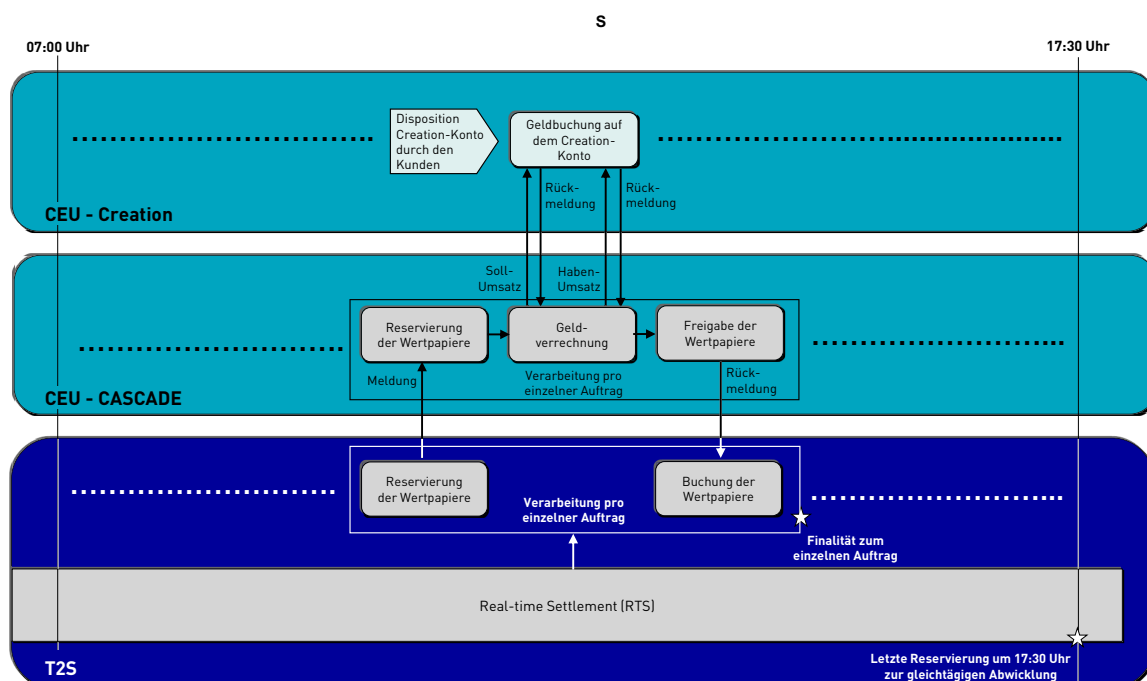 S
07:00 Uhr
17:30 Uhr
Disposition
Creation-Konto
durch den
Kunden
Geldbuchung auf
dem Creation-
Konto
Rück-
meldung
Rück-
meldung
CEU - Creation
Soll-
Umsatz
Haben-
Umsatz
Reservierung
der Wertpapiere
Geld-
verrechnung
Freigabe der
Wertpapiere
Meldung
Verarbeitung pro
einzelner Auftrag
Rück-
meldung
CEU - CASCADE
Reservierung
der Wertpapiere
Buchung der
Wertpapiere
Verarbeitung pro
einzelner Auftrag
Finalität zum
einzelnen Auftrag
Real-time Settlement (RTS)
T2S
Letzte Reservierung um 17:30 Uhr
zur gleichtägigen Abwicklung